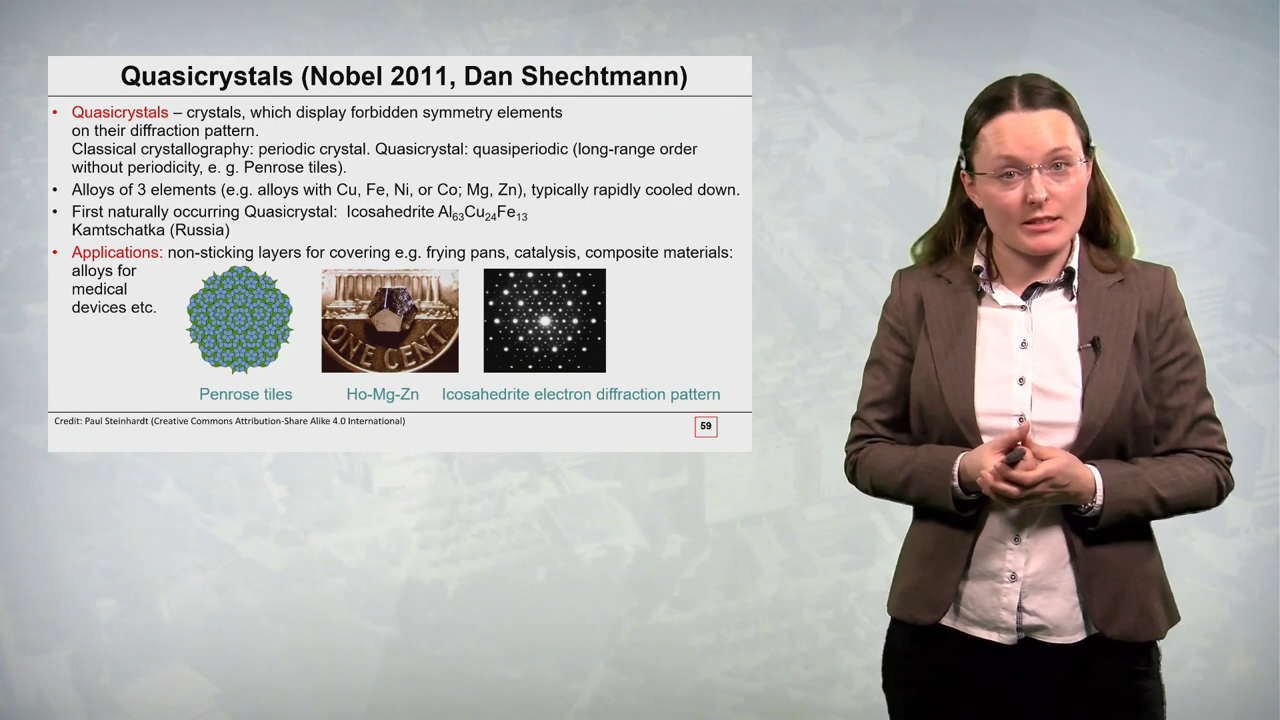 Quasicrystals (Nobel 2011, Dan Shechtmann)
• Quasicrystals – crystals, which display forbidden symmetry elements
on their diffraction pattern.
Classical crystallography: periodic crystal. Quasicrystal: quasiperiodic (long-range order
without periodicity, e. g. Penrose tiles).
• Alloys of 3 elements (e.g. alloys with Cu, Fe, Ni, or Co; Mg, Zn), typically rapidly cooled down.
• First naturally occurring Quasicrystal: Icosahedrite Al₆₃Cu₂₄Fe₁₃
Kamtschatka (Russia)
• Applications: non-sticking layers for covering e.g. frying pans, catalysis, composite materials:
alloys for
medical
devices etc.
ONE CENT
Penrose tiles
Ho-Mg-Zn
Icosahedrite electron diffraction pattern
Credit: Paul Steinhardt (Creative Commons Attribution-Share Alike 4.0 International)
59